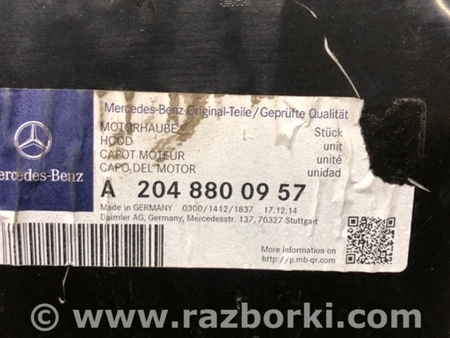 Mercedes-Benz Original-Teile/Geprüfte Qualität
MOTORHAUBE
HOOD
CAPOT MOTEUR
CAPO DEL MOTOR
Stück
unit
unité
unidad
ercedes-Benz
A 204 880 09 57
Made in GERMANY 0300/1412/1837 17.12.14
Daimler AG, Germany, Mercedesstr. 137, 70327 Stuttgart
More information on
http://p.mb-qr.com
© www.razborki.com